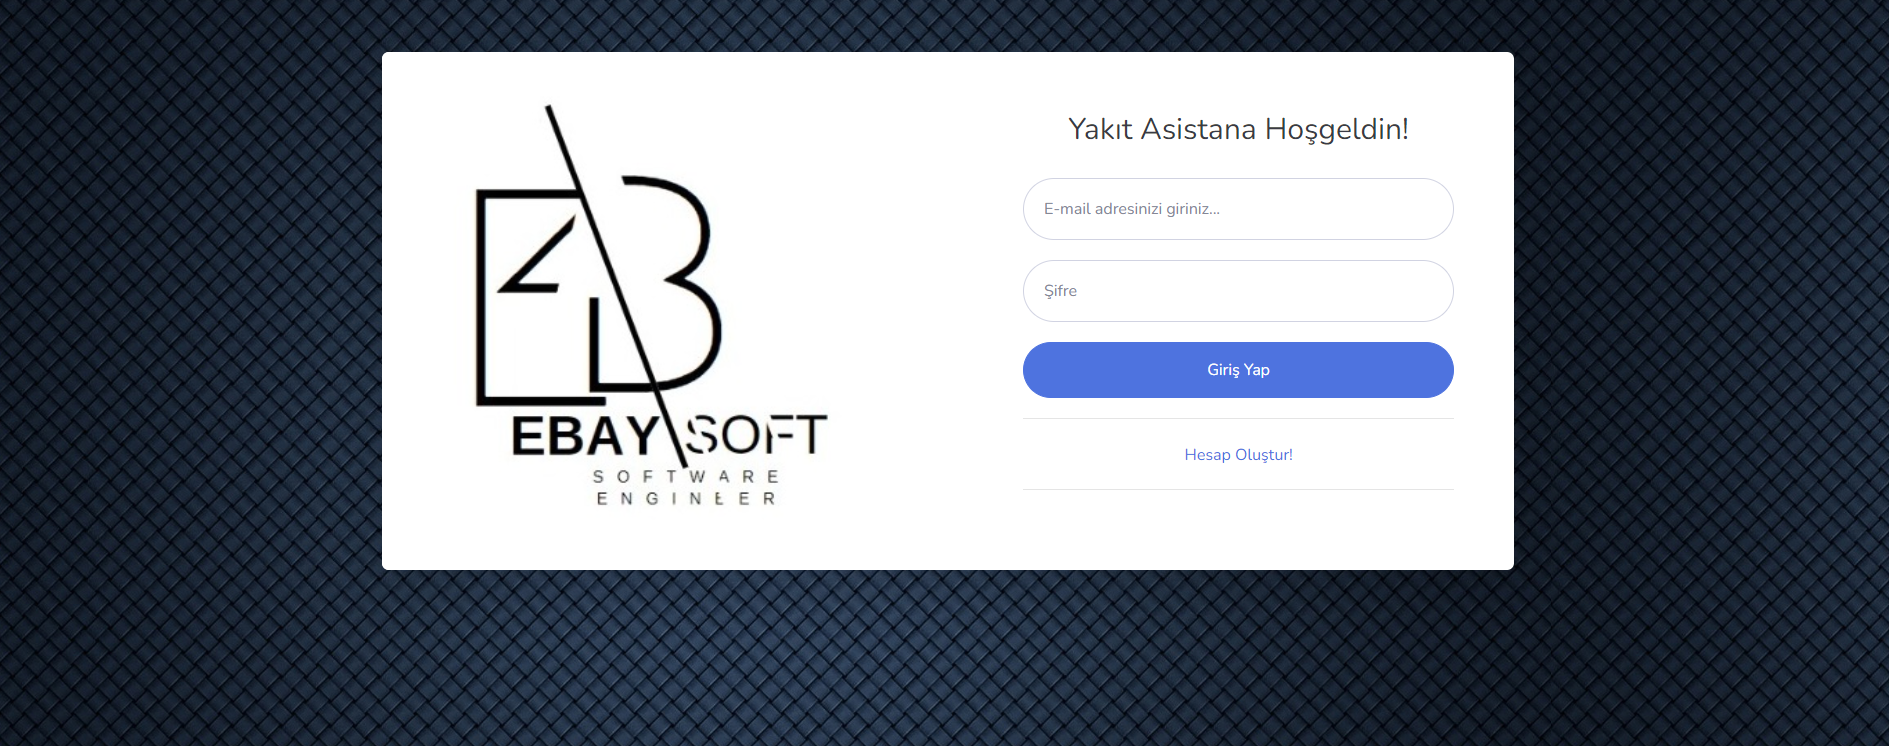 EBAY SOFT
SOFTWARE
ENGINEER
Yakıt Asistana Hoşgeldin!
E-mail adresinizi giriniz...
Şifre
Giriş Yap
Hesap Oluştur!